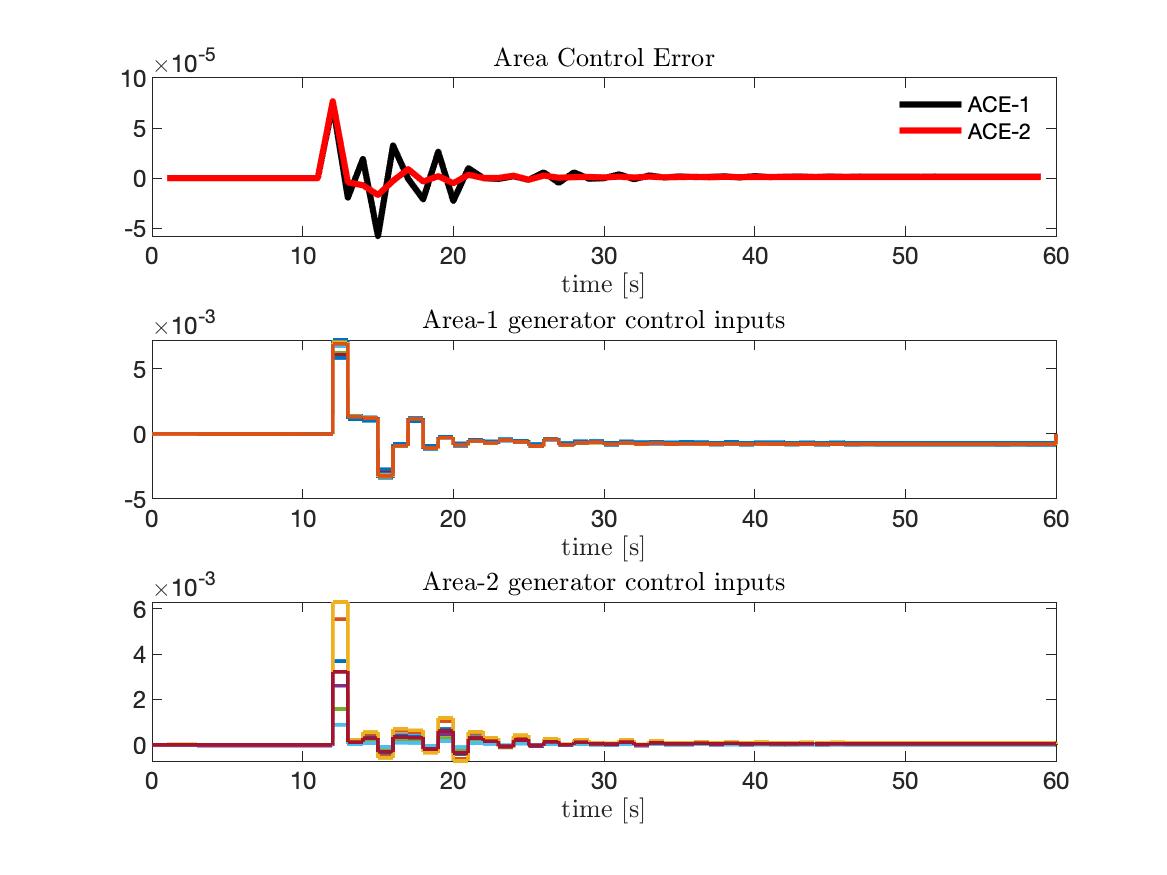 Area Control Error
×10-5
10
5
0
-5
ACE-1
ACE-2
0 10 20 30 40 50 60
time [s]
Area-1 generator control inputs
×10-3
5
0
-5
0 10 20 30 40 50 60
time [s]
Area-2 generator control inputs
×10-3
6
4
2
0
0 10 20 30 40 50 60
time [s]